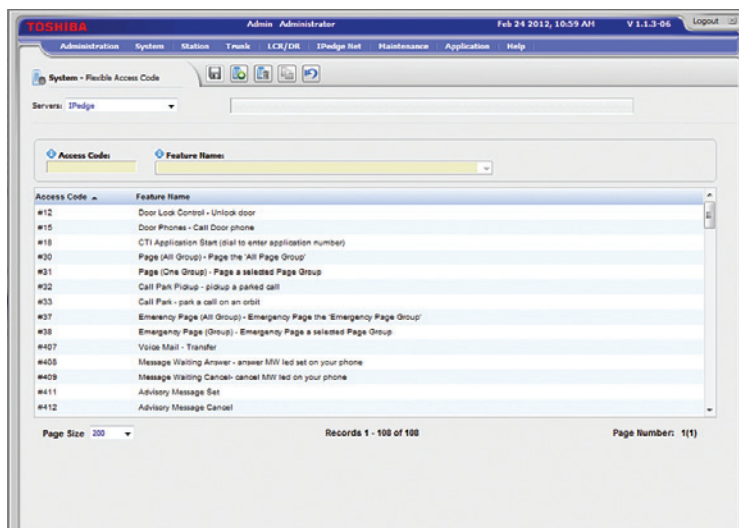 TOSHIBA Admin Administrator Feb 24 2012, 10:59 AM V 1.1.3-06 Logout
Administration System Station Trunk LCR/DR IPedge Net Maintenance Application Help
System - Flexible Access Code
Servers: IPedge
Access Code: Feature Name:
Access Code Feature Name
#12 Door Lock Control - Unlock door
#15 Door Phones - Call Door phone
#18 CTI Application Start (dial to enter application number)
#30 Page (All Group) - Page the 'All Page Group'
#31 Page (One Group) - Page a selected Page Group
#32 Call Park Pickup - pickup a parked call
#33 Call Park - park a call on an orbit
#37 Emerency Page (All Group) - Emergency Page the 'Emergency Page Group'
#38 Emergency Page (Group) - Emergency Page a selected Page Group
#407 Voice Mail - Transfer
#408 Message Waiting Answer - answer MW led set on your phone
#409 Message Waiting Cancel- cancel MW led on your phone
#411 Advisory Message Set
#412 Advisory Message Cancel
Page Size 200 Records 1 - 108 of 108 Page Number: 1(1)